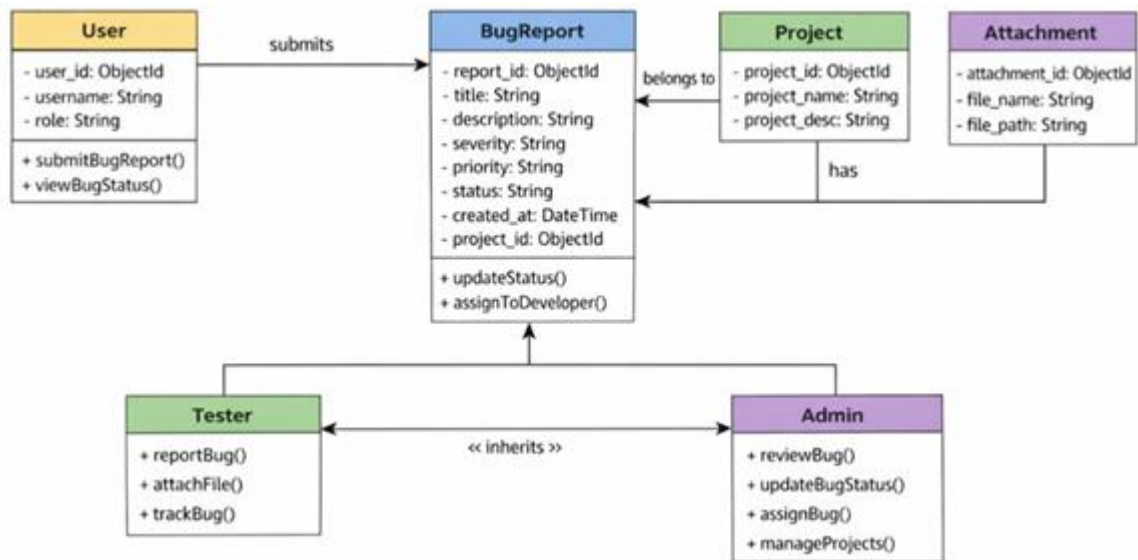 User
- user_id: ObjectId
- username: String
- role: String
+ submitBugReport()
+ viewBugStatus()
submits
BugReport
- report_id: ObjectId
- title: String
- description: String
- severity: String
- priority: String
- status: String
- created_at: DateTime
- project_id: ObjectId
+ updateStatus()
+ assignToDeveloper()
belongs to
Project
- project_id: ObjectId
- project_name: String
- project_desc: String
has
Attachment
- attachment_id: ObjectId
- file_name: String
- file_path: String
Tester
+ reportBug()
+ attachFile()
+ trackBug()
<< inherits >>
Admin
+ reviewBug()
+ updateBugStatus()
+ assignBug()
+ manageProjects()